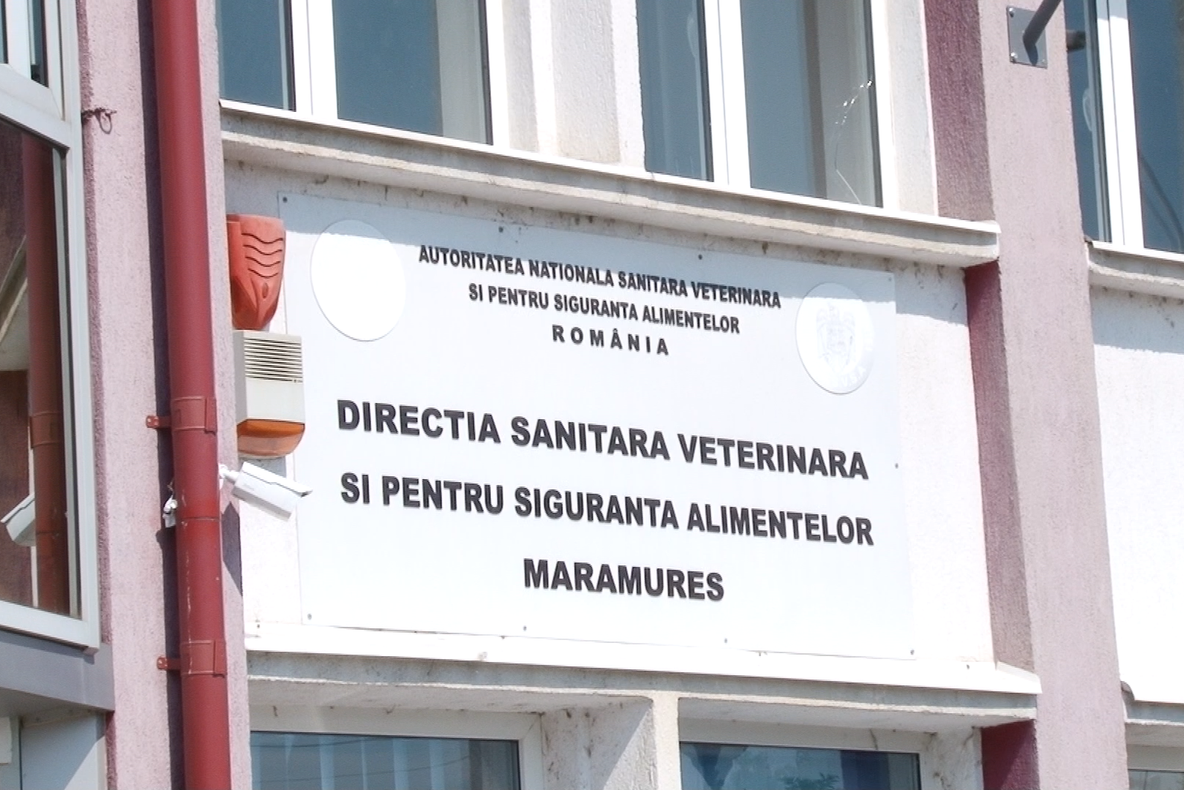 AUTORITATEA NATIONALA SANITARA VETERINARA
SI PENTRU SIGURANTA ALIMENTELOR
ROMÂNIA
DIRECTIA SANITARA VETERINARA
SI PENTRU SIGURANTA ALIMENTELOR
MARAMURES